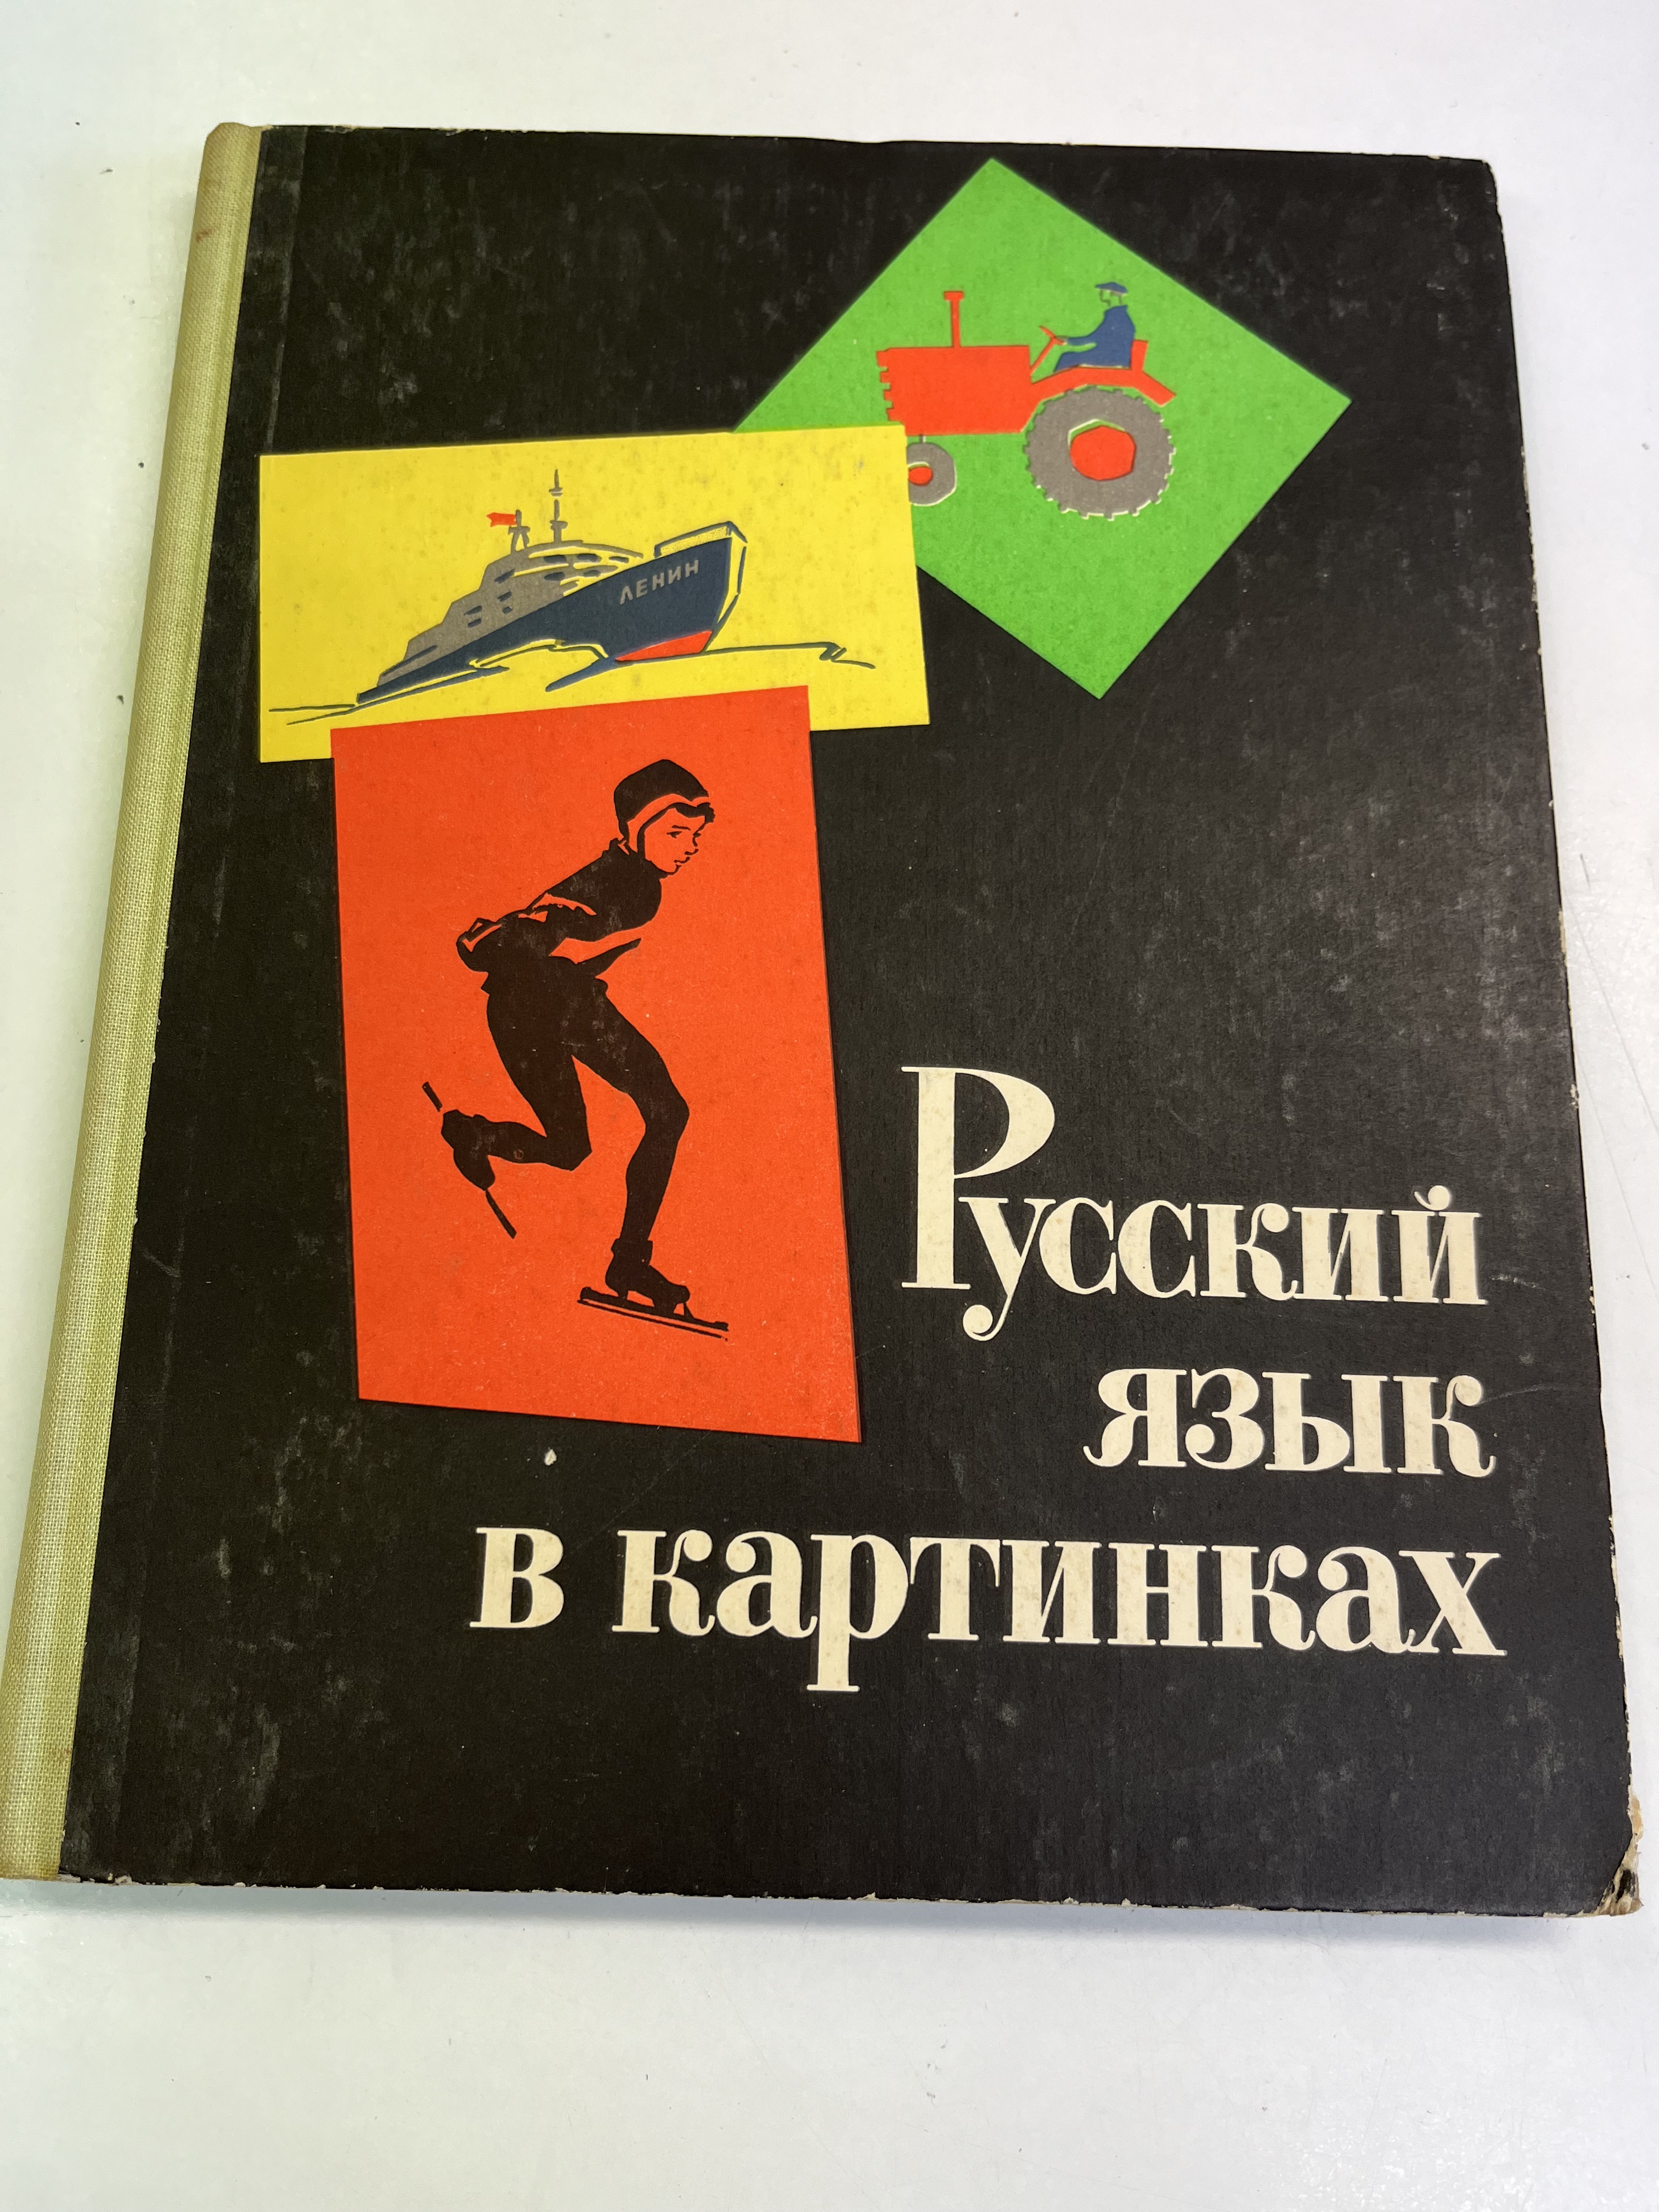 ЛЕНИН
Русский
язык
в картинках